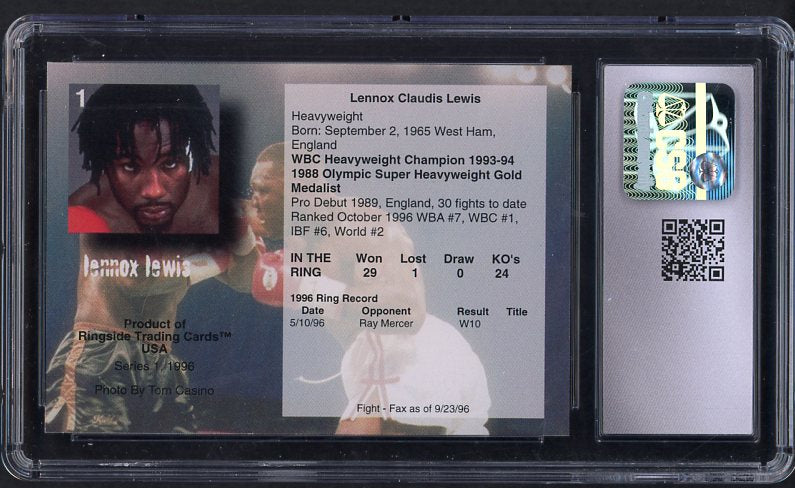 1
lennox lewis
Product of
Ringside Trading Cards™
USA
Series 1, 1996
Photo By Tom Casino
Lennox Claudis Lewis
Heavyweight
Born: September 2, 1965 West Ham,
England
WBC Heavyweight Champion 1993-94
1988 Olympic Super Heavyweight Gold
Medalist
Pro Debut 1989, England, 30 fights to date
Ranked October 1996 WBA #7, WBC #1,
IBF #6, World #2
IN THE Won Lost Draw KO's
RING 29 1 0 24
1996 Ring Record
Date Opponent Result Title
5/10/96 Ray Mercer W10
Fight - Fax as of 9/23/96
CSG